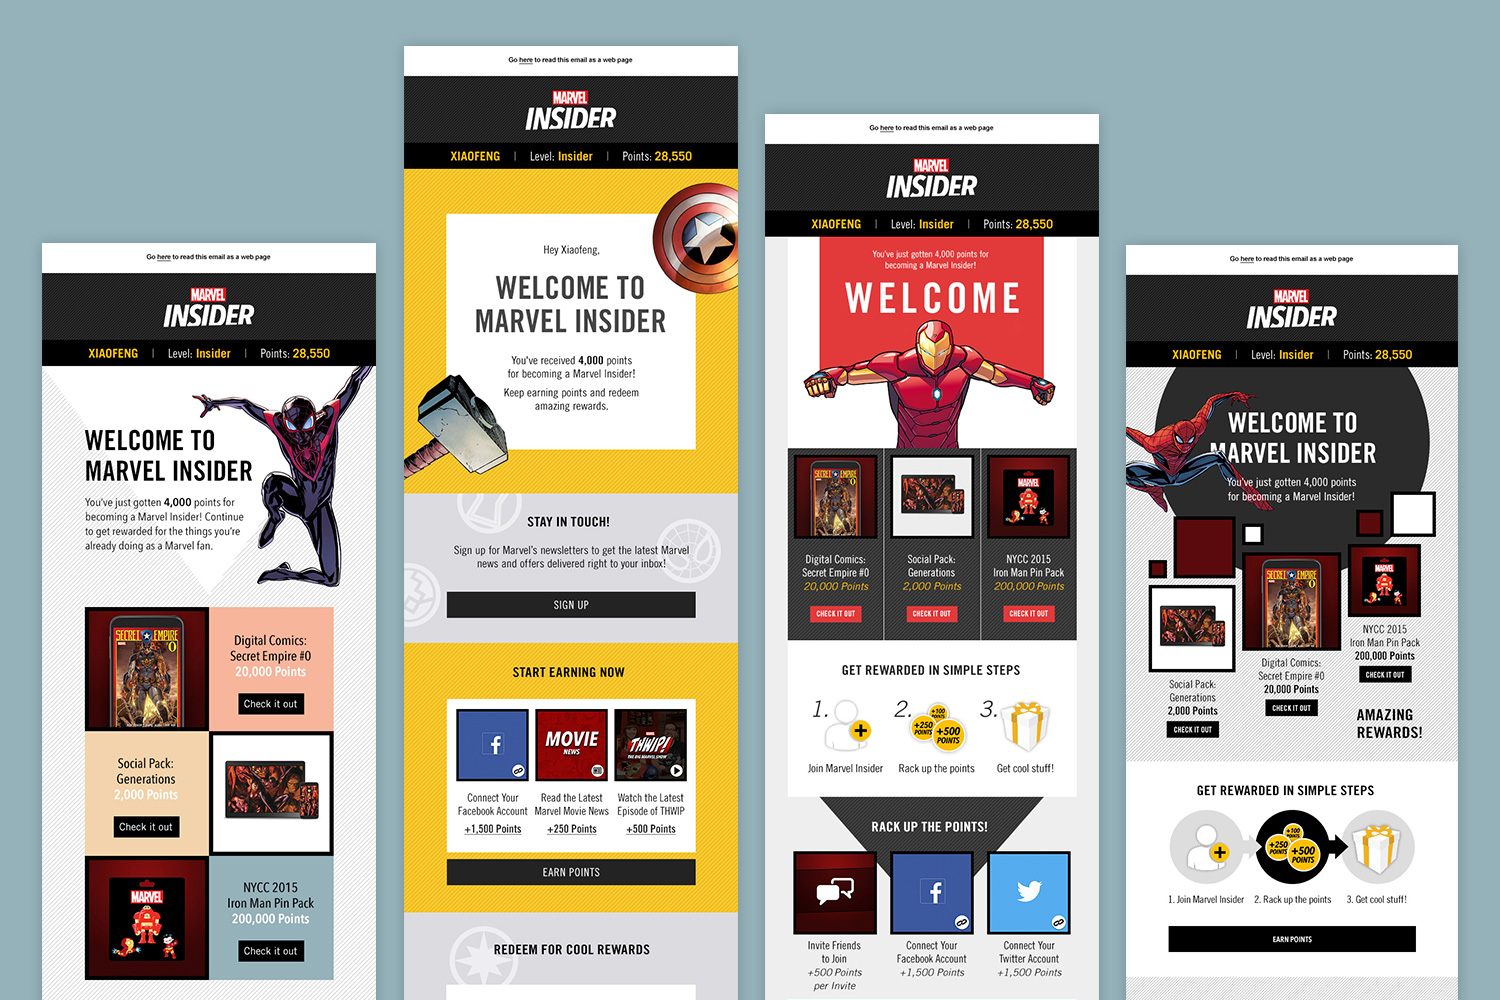 Go here to read this email as a web page
MARVEL
INSIDER
XIAOFENG | Level: Insider | Points: 28,550
WELCOME TO
MARVEL INSIDER
You've just gotten 4,000 points for
becoming a Marvel Insider! Continue
to get rewarded for the things you're
already doing as a Marvel fan.
SECRET EMPIRE
0
Digital Comics:
Secret Empire #0
20,000 Points
Check it out
Social Pack:
Generations
2,000 Points
Check it out
MARVEL
NYCC 2015
Iron Man Pin Pack
200,000 Points
Check it out
Go here to read this email as a web page
MARVEL
INSIDER
XIAOFENG | Level: Insider | Points: 28,550
Hey Xiaofeng,
WELCOME TO
MARVEL INSIDER
You've received 4,000 points
for becoming a Marvel Insider!
Keep earning points and redeem
amazing rewards.
STAY IN TOUCH!
Sign up for Marvel's newsletters to get the latest Marvel
news and offers delivered right to your inbox!
SIGN UP
START EARNING NOW
f
MOVIE
NEWS
THWIP!
THE BIG MARVEL SHOW
Connect Your
Facebook Account
+1,500 Points
Read the Latest
Marvel Movie News
+250 Points
Watch the Latest
Episode of THWIP
+500 Points
EARN POINTS
REDEEM FOR COOL REWARDS
Go here to read this email as a web page
MARVEL
INSIDER
XIAOFENG | Level: Insider | Points: 28,550
You've just gotten 4,000 points for
becoming a Marvel Insider!
WELCOME
SECRET EMPIRE
0
MARVEL
Digital Comics:
Secret Empire #0
20,000 Points
CHECK IT OUT
Social Pack:
Generations
2,000 Points
CHECK IT OUT
NYCC 2015
Iron Man Pin Pack
200,000 Points
CHECK IT OUT
GET REWARDED IN SIMPLE STEPS
1.
2.
+100
POINTS
+250
POINTS
+500
POINTS
3.
Join Marvel Insider
Rack up the points
Get cool stuff!
RACK UP THE POINTS!
f
Invite Friends
to Join
+500 Points
per Invite
Connect Your
Facebook Account
+1,500 Points
Connect Your
Twitter Account
+1,500 Points
Go here to read this email as a web page
MARVEL
INSIDER
XIAOFENG | Level: Insider | Points: 28,550
WELCOME TO
MARVEL INSIDER
You've just gotten 4,000 points
for becoming a Marvel Insider!
SECRET EMPIRE
0
MARVEL
Social Pack:
Generations
2,000 Points
CHECK IT OUT
Digital Comics:
Secret Empire #0
20,000 Points
CHECK IT OUT
NYCC 2015
Iron Man Pin Pack
200,000 Points
CHECK IT OUT
AMAZING
REWARDS!
GET REWARDED IN SIMPLE STEPS
+100
POINTS
+250
POINTS
+500
POINTS
1. Join Marvel Insider
2. Rack up the points
3. Get cool stuff!
EARN POINTS